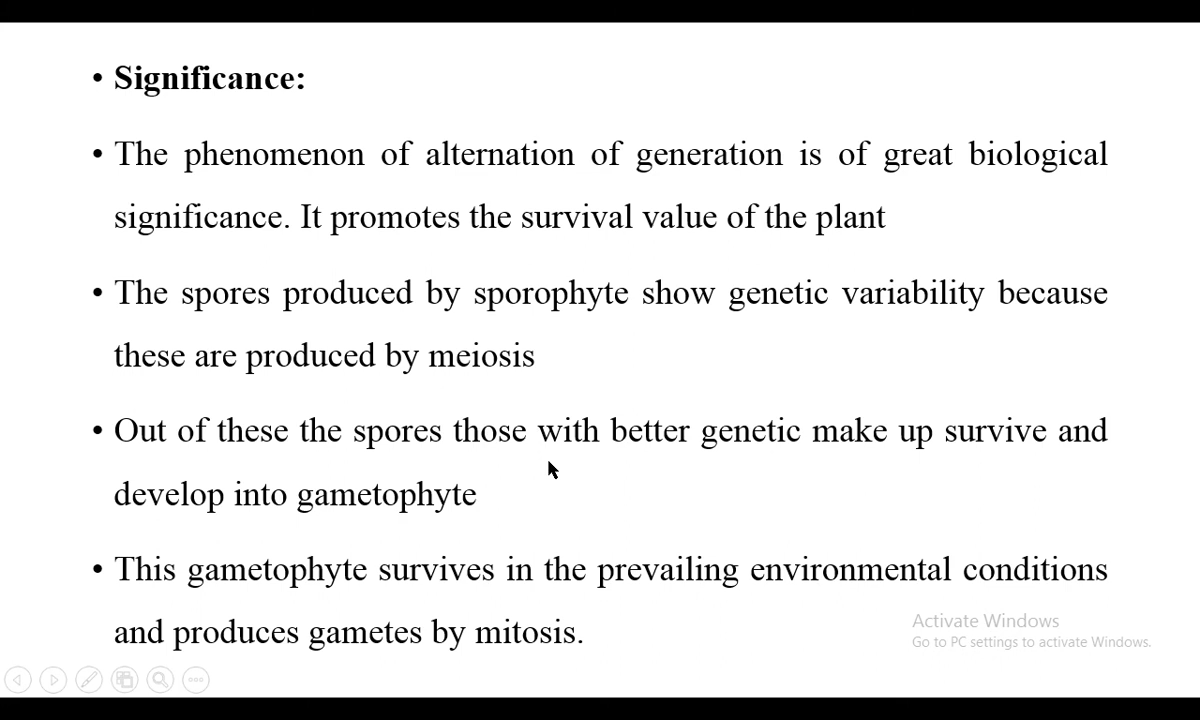 • Significance:
• The phenomenon of alternation of generation is of great biological
significance. It promotes the survival value of the plant
• The spores produced by sporophyte show genetic variability because
these are produced by meiosis
• Out of these the spores those with better genetic make up survive and
develop into gametophyte
• This gametophyte survives in the prevailing environmental conditions
and produces gametes by mitosis.
Activate Windows
Go to PC settings to activate Windows.